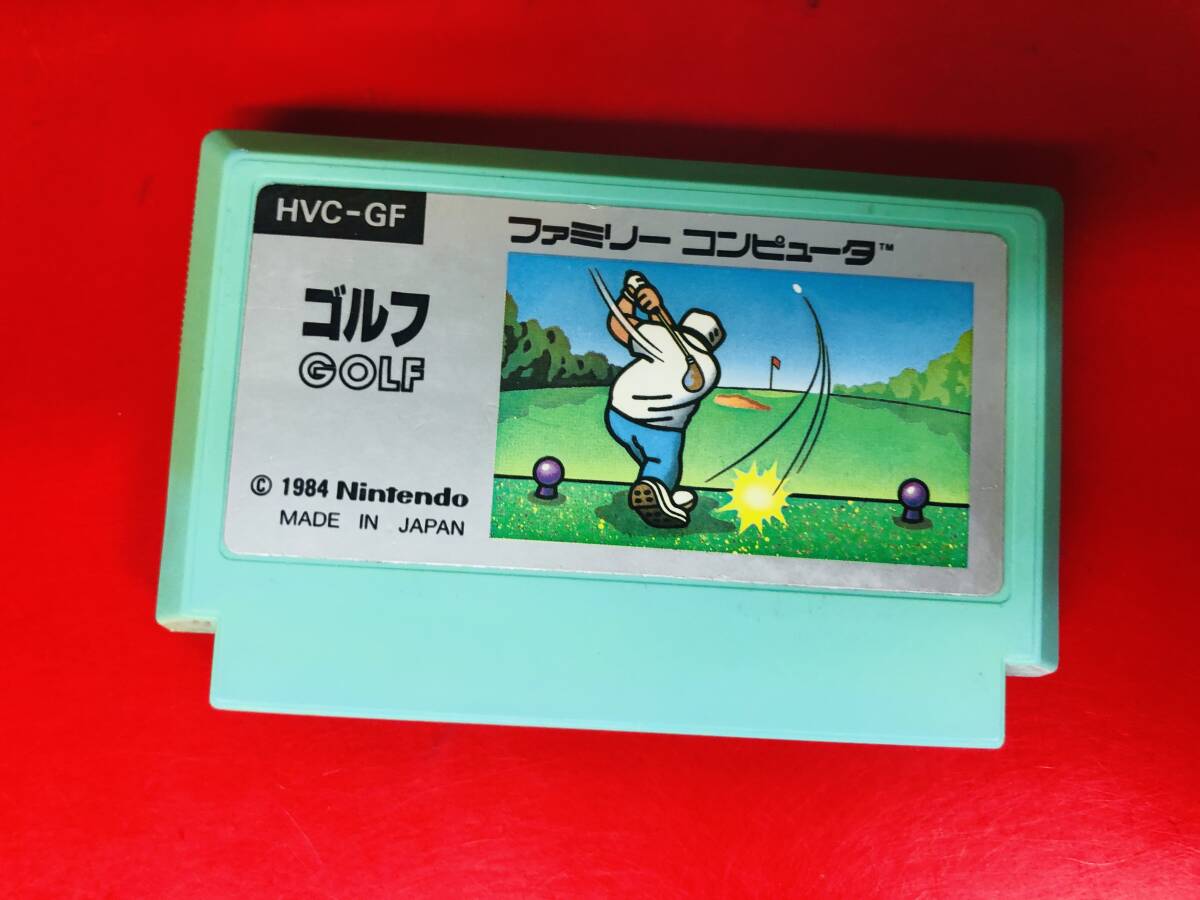 HVC-GF
ファミリー コンピュータ™
ゴルフ
GOLF
© 1984 Nintendo
MADE IN JAPAN